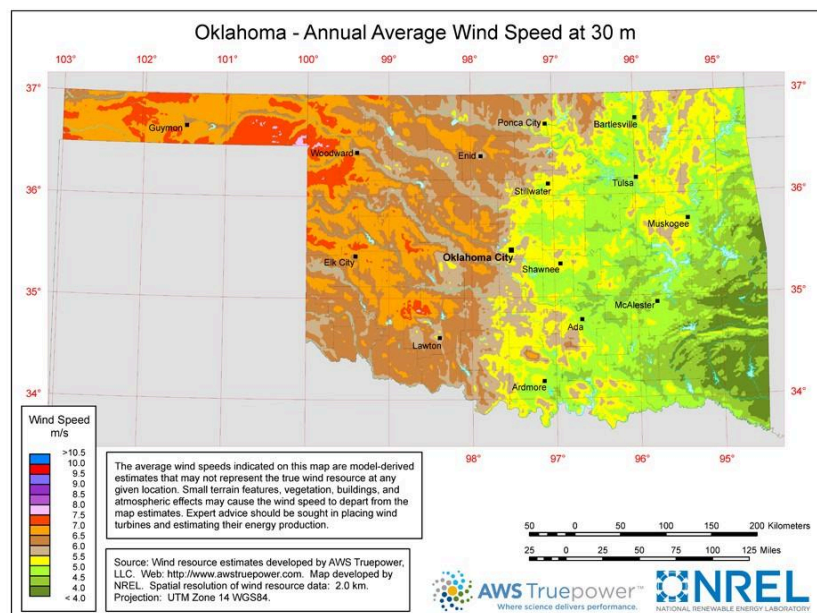 Oklahoma - Annual Average Wind Speed at 30 m
103° 102° 101° 100° 99° 98° 97° 96° 95°
37° 37°
Guymon
Ponca City
Bartlesville
Woodward
Enid
36° 36°
Stillwater
Tulsa
Muskogee
Oklahoma City
Elk City
Shawnee
35° 35°
McAlester
Ada
Lawton
34° 34°
Ardmore
98° 97° 96° 95°
Wind Speed
m/s
>10.5
10.5
9.5
9.0
8.5
8.0
7.5
7.0
6.5
6.0
5.5
5.0
4.5
4.0
< 4.0
The average wind speeds indicated on this map are model-derived
estimates that may not represent the true wind resource at any
given location. Small terrain features, vegetation, buildings, and
atmospheric effects may cause the wind speed to depart from the
map estimates. Expert advice should be sought in placing wind
turbines and estimating their energy production.
Source: Wind resource estimates developed by AWS Truepower,
LLC. Web: http://www.awstruepower.com. Map developed by
NREL. Spatial resolution of wind resource data: 2.0 km.
Projection: UTM Zone 14 WGS84.
50 0 50 100 150 200 Kilometers
25 0 25 50 75 100 125 Miles
AWS Truepower™
Where science delivers performance.
NREL
NATIONAL RENEWABLE ENERGY LABORATORY